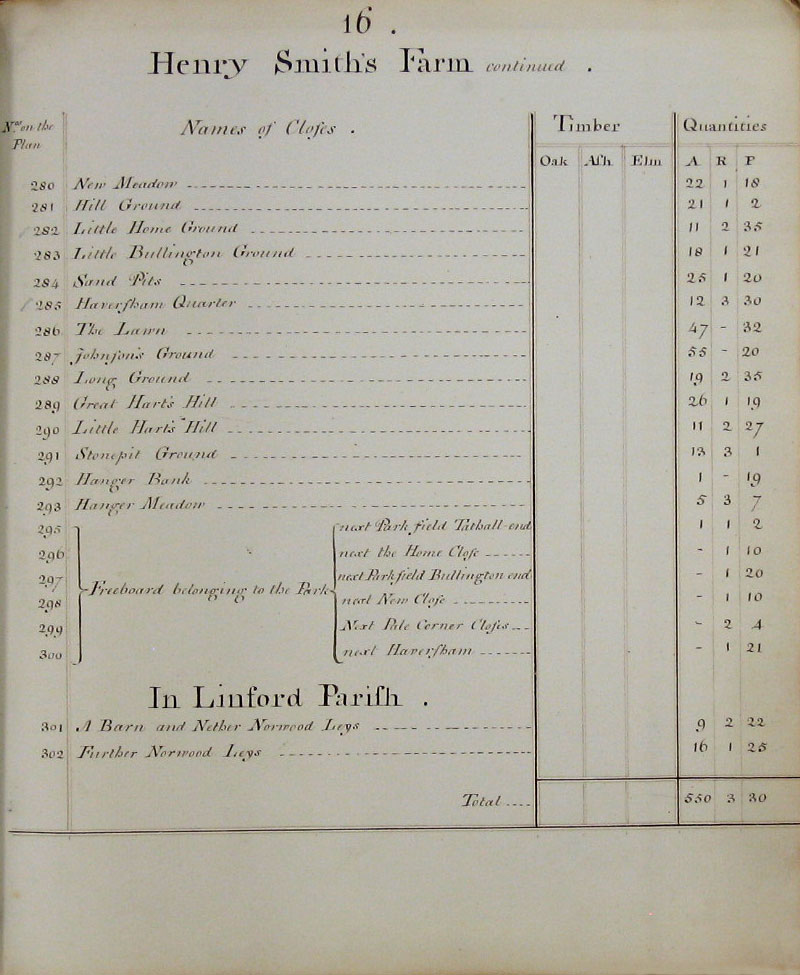 16 .
Henry Smith's Farm continued .
N.os on the Plan
Names of Closes .
Timber
Quantities
Oak Ash Elm A R P
280 New Meadow 22 1 18
281 Hill Ground 21 1 2
282 Little Home Ground 11 2 35
283 Little Bullington Ground 18 1 21
284 Sand Pits 25 1 20
285 Haversham Quarter 12 3 30
286 The Lawn 47 - 32
287 Johnson's Ground 55 - 20
288 Long Ground 19 2 35
289 Great Hart's Hill 26 1 19
290 Little Hart's Hill 11 2 27
291 Stonepit Ground 13 3 1
292 Hanger Bank 1 - 19
293 Hanger Meadow 5 3 7
295 next Parkfield Tathall-end 1 1 2
296 next the Home Close - 1 10
297 next Parkfield Bullington end - 1 20
Freeboard belonging to the Park
298 next New Close - 1 10
299 Next Pale Corner Closes - 2 4
300 next Haversham - 1 21
In Linford Parish .
301 A Barn and Nether Norwood Leys 9 2 22
302 Further Norwood Leys 16 1 25
Total 550 3 30